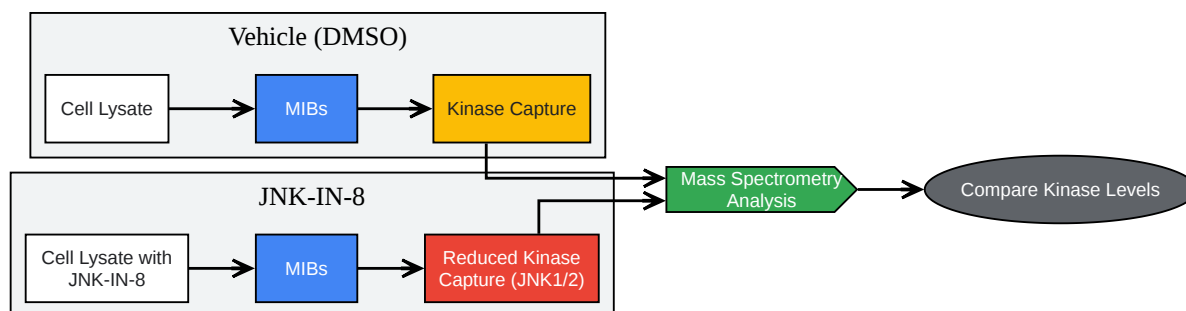 Vehicle (DMSO)
Cell Lysate
MIBs
Kinase Capture
Mass Spectrometry
Analysis
Compare Kinase Levels
JNK-IN-8
Cell Lysate with
JNK-IN-8
MIBs
Reduced Kinase
Capture (JNK1/2)